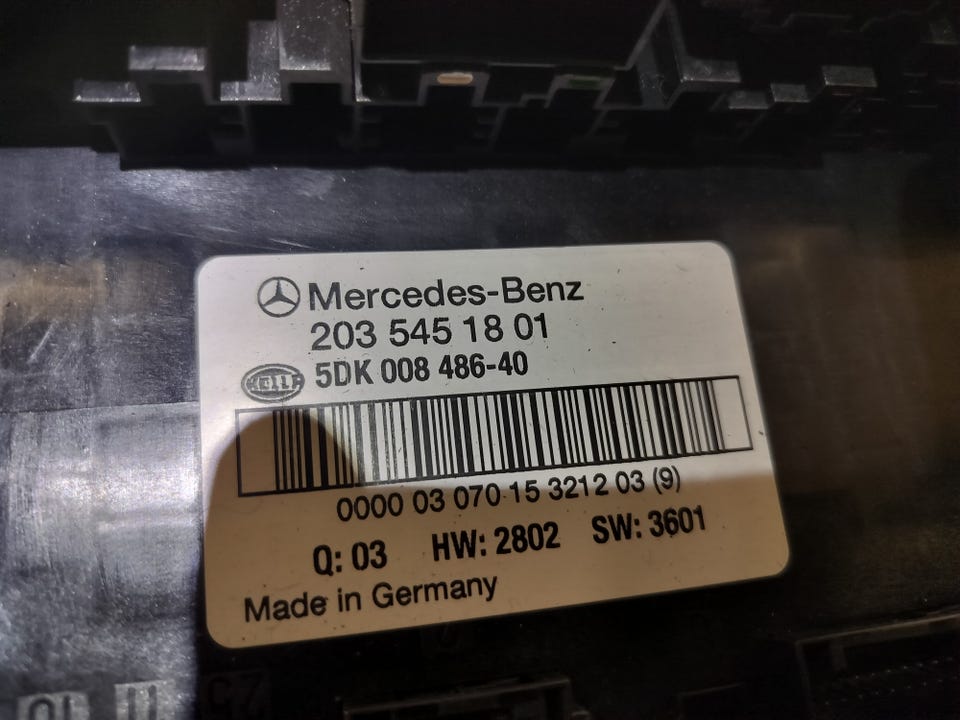 Mercedes-Benz
203 545 18 01
HELLA 5DK 008 486-40
0000 03 070 15 3212 03 (9)
Q: 03 HW: 2802 SW: 3601
Made in Germany